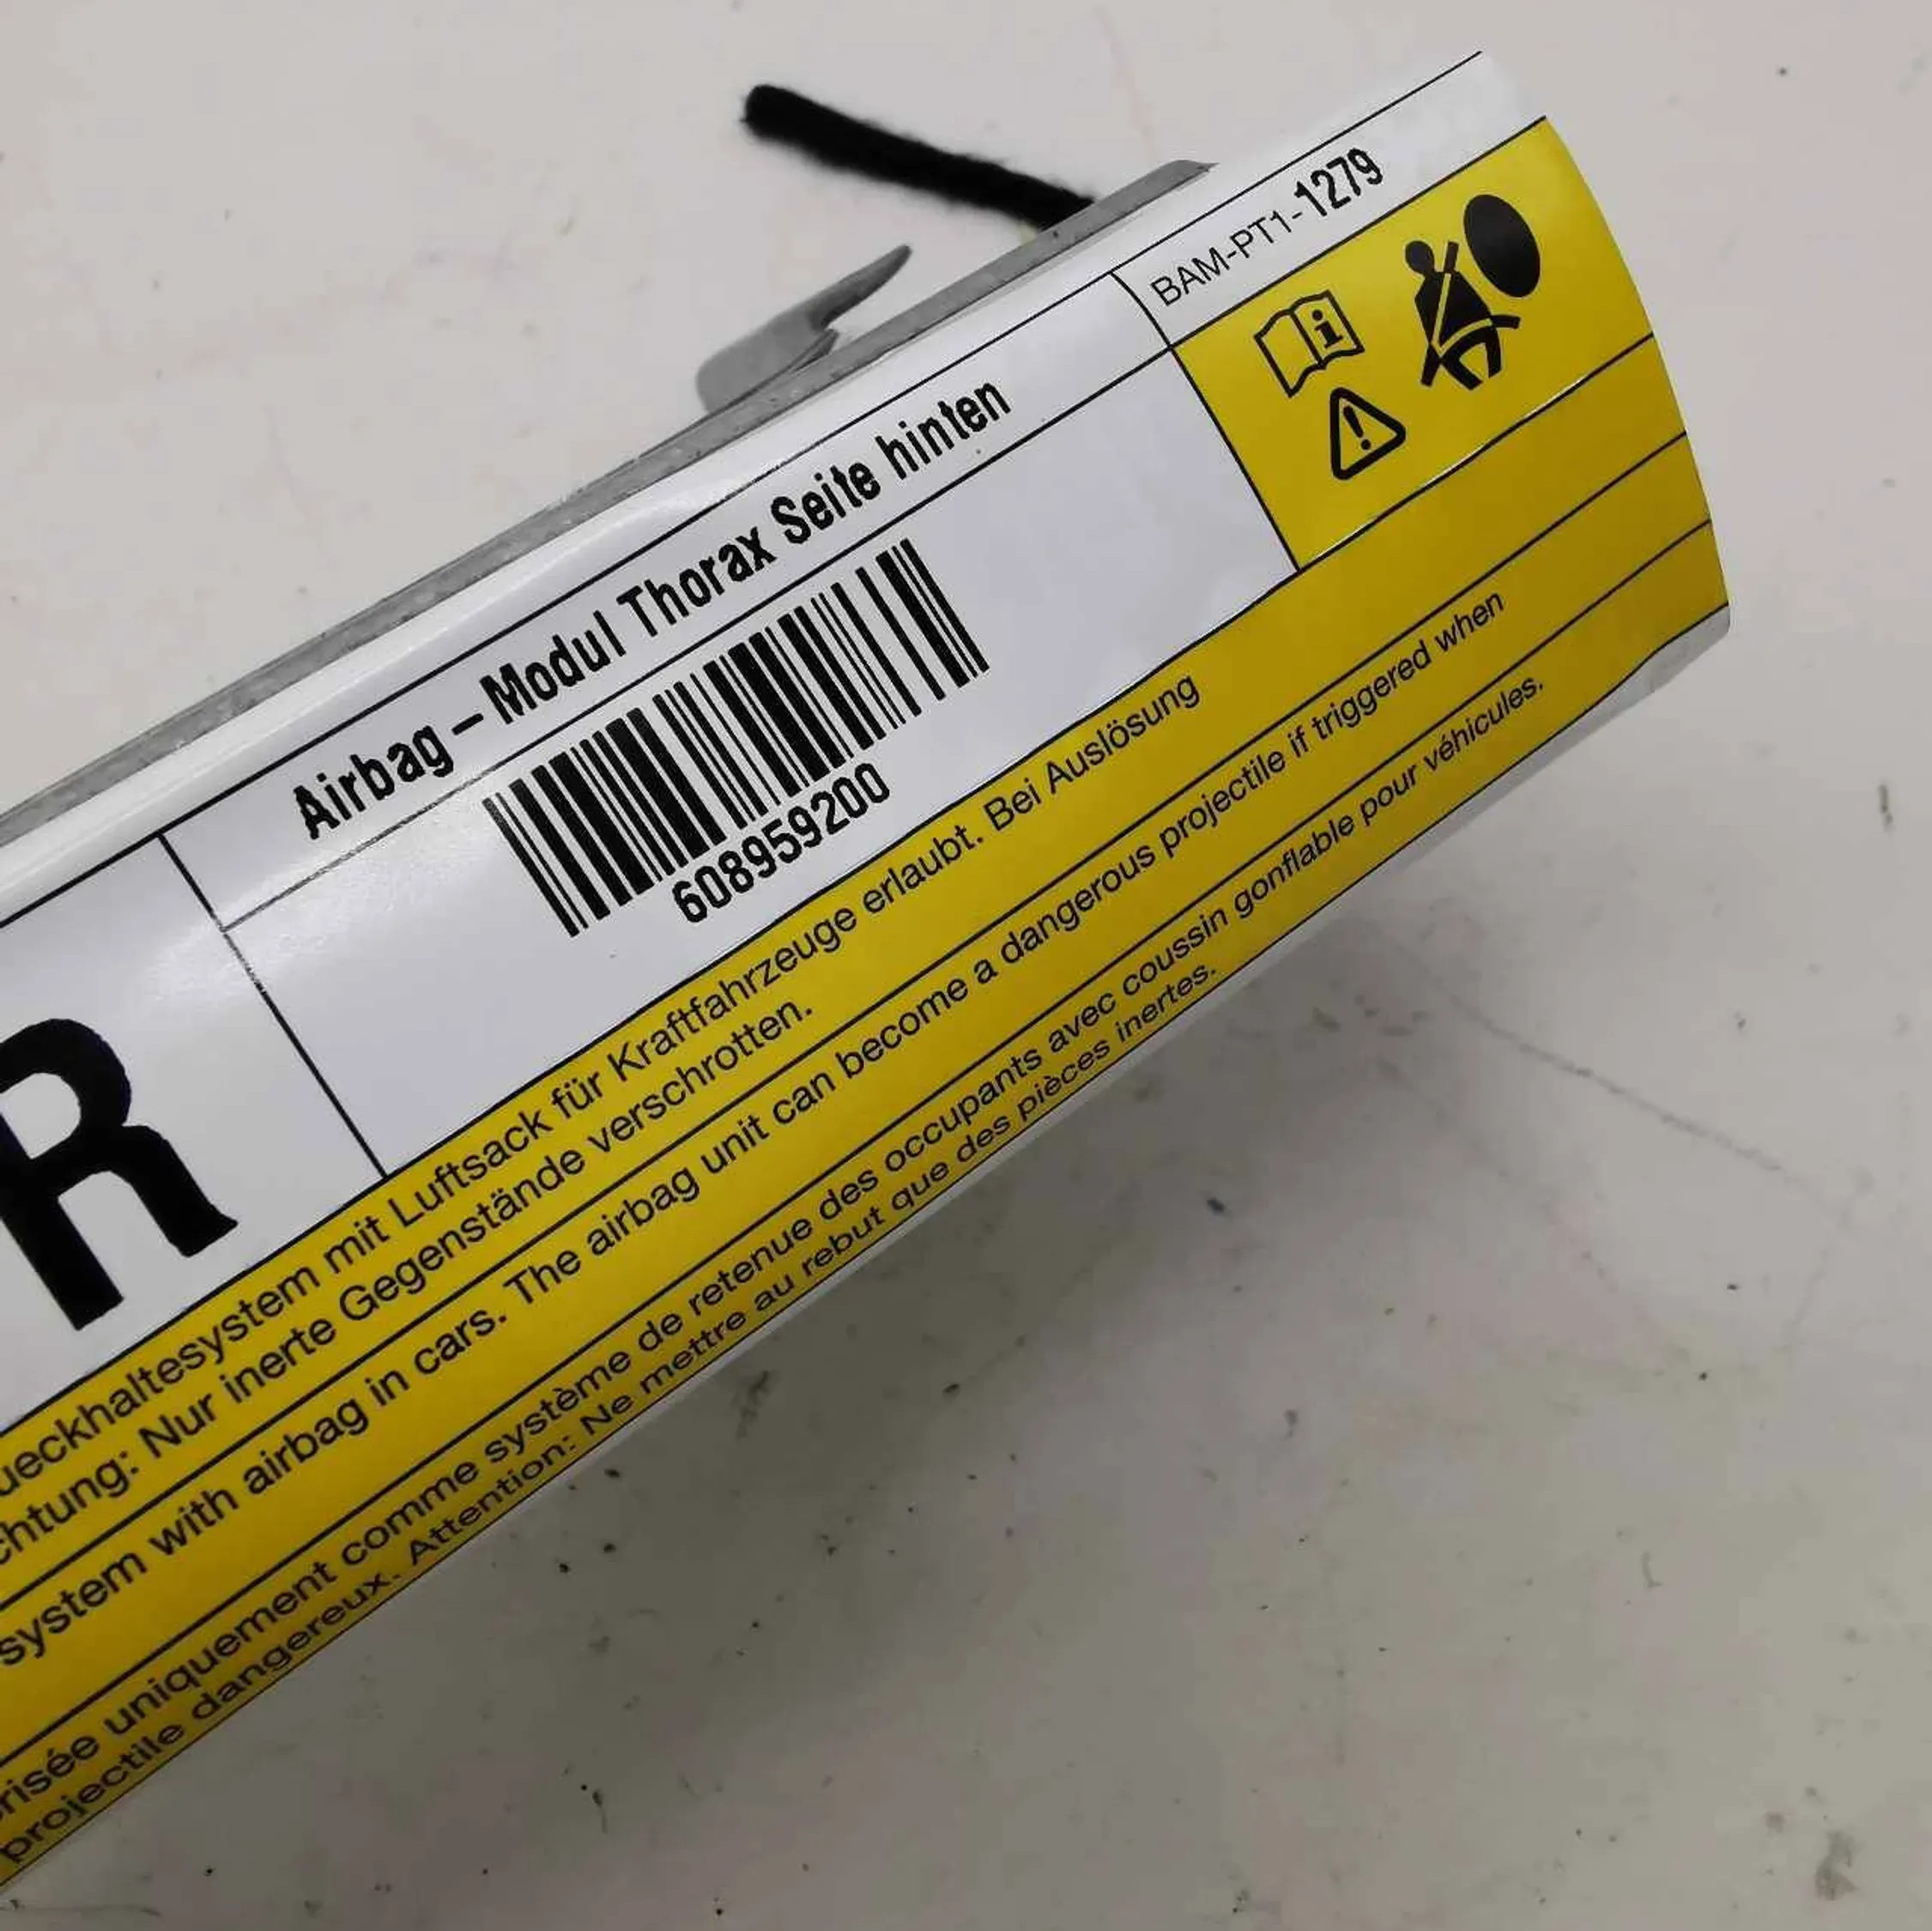 BAM-PT1-1279
Airbag-Modul Thorax Seite hinten
608959200
R
ueckhaltesystem mit Luftsack für Kraftfahrzeuge erlaubt. Bei Auslösung
chtung: Nur inerte Gegenstände verschrotten.
system with airbag in cars. The airbag unit can become a dangerous projectile if triggered when
risée uniquement comme système de retenue des occupants avec coussin gonflable pour véhicules.
projectile dangereux. Attention: Ne mettre au rebut que des pièces inertes.